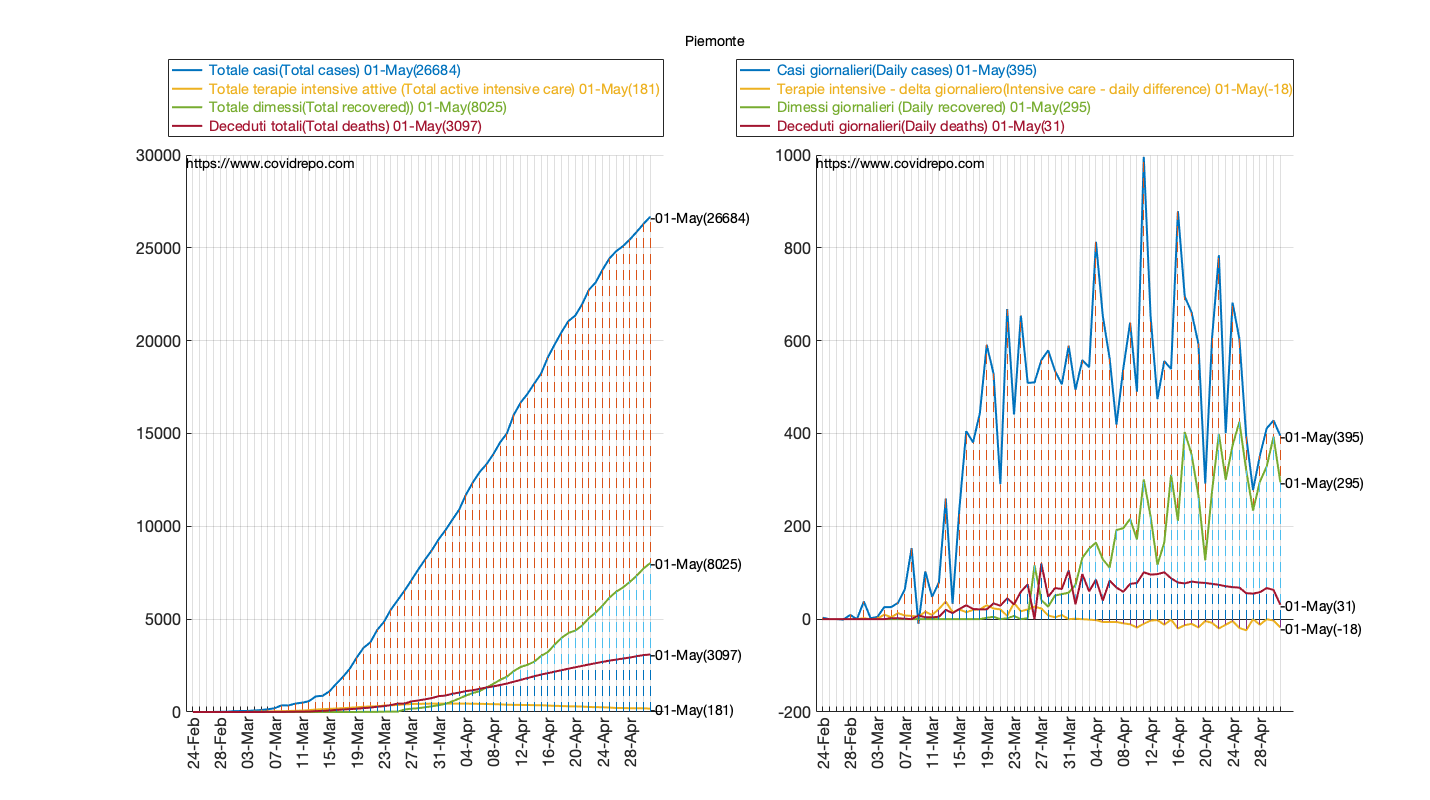 Piemonte
Totale casi(Total cases) 01-May(26684)
Totale terapie intensive attive (Total active intensive care) 01-May(181)
Totale dimessi(Total recovered)) 01-May(8025)
Deceduti totali(Total deaths) 01-May(3097)
Casi giornalieri(Daily cases) 01-May(395)
Terapie intensive - delta giornaliero(Intensive care - daily difference) 01-May(-18)
Dimessi giornalieri (Daily recovered) 01-May(295)
Deceduti giornalieri(Daily deaths) 01-May(31)
https://www.covidrepo.com
30000
25000
20000
15000
10000
5000
0
01-May(26684)
01-May(8025)
01-May(3097)
01-May(181)
24-Feb
28-Feb
03-Mar
07-Mar
11-Mar
15-Mar
19-Mar
23-Mar
27-Mar
31-Mar
04-Apr
08-Apr
12-Apr
16-Apr
20-Apr
24-Apr
28-Apr
https://www.covidrepo.com
1000
800
600
400
200
0
-200
01-May(395)
01-May(295)
01-May(31)
01-May(-18)
24-Feb
28-Feb
03-Mar
07-Mar
11-Mar
15-Mar
19-Mar
23-Mar
27-Mar
31-Mar
04-Apr
08-Apr
12-Apr
16-Apr
20-Apr
24-Apr
28-Apr